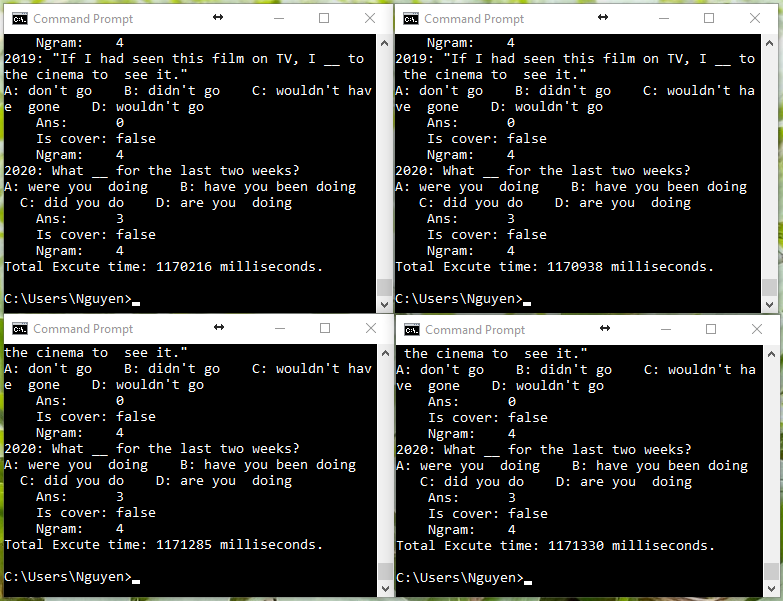 Command Prompt
Ngram:    4
2019: "If I had seen this film on TV, I __ to
the cinema to  see it."
A: don't go    B: didn't go    C: wouldn't hav
e  gone    D: wouldn't go
Ans:      0
Is cover: false
Ngram:    4
2020: What __ for the last two weeks?
A: were you  doing    B: have you been doing
C: did you do    D: are you  doing
Ans:      3
Is cover: false
Ngram:    4
Total Excute time: 1170216 milliseconds.
C:\Users\Nguyen>
Command Prompt
Ngram:    4
2019: "If I had seen this film on TV, I __ to
the cinema to  see it."
A: don't go    B: didn't go    C: wouldn't ha
ve  gone    D: wouldn't go
Ans:      0
Is cover: false
Ngram:    4
2020: What __ for the last two weeks?
A: were you  doing    B: have you been doing
C: did you do    D: are you  doing
Ans:      3
Is cover: false
Ngram:    4
Total Excute time: 1170938 milliseconds.
C:\Users\Nguyen>
Command Prompt
the cinema to  see it."
A: don't go    B: didn't go    C: wouldn't hav
e  gone    D: wouldn't go
Ans:      0
Is cover: false
Ngram:    4
2020: What __ for the last two weeks?
A: were you  doing    B: have you been doing
C: did you do    D: are you  doing
Ans:      3
Is cover: false
Ngram:    4
Total Excute time: 1171285 milliseconds.
C:\Users\Nguyen>
Command Prompt
the cinema to  see it."
A: don't go    B: didn't go    C: wouldn't ha
ve  gone    D: wouldn't go
Ans:      0
Is cover: false
Ngram:    4
2020: What __ for the last two weeks?
A: were you  doing    B: have you been doing
C: did you do    D: are you  doing
Ans:      3
Is cover: false
Ngram:    4
Total Excute time: 1171330 milliseconds.
C:\Users\Nguyen>